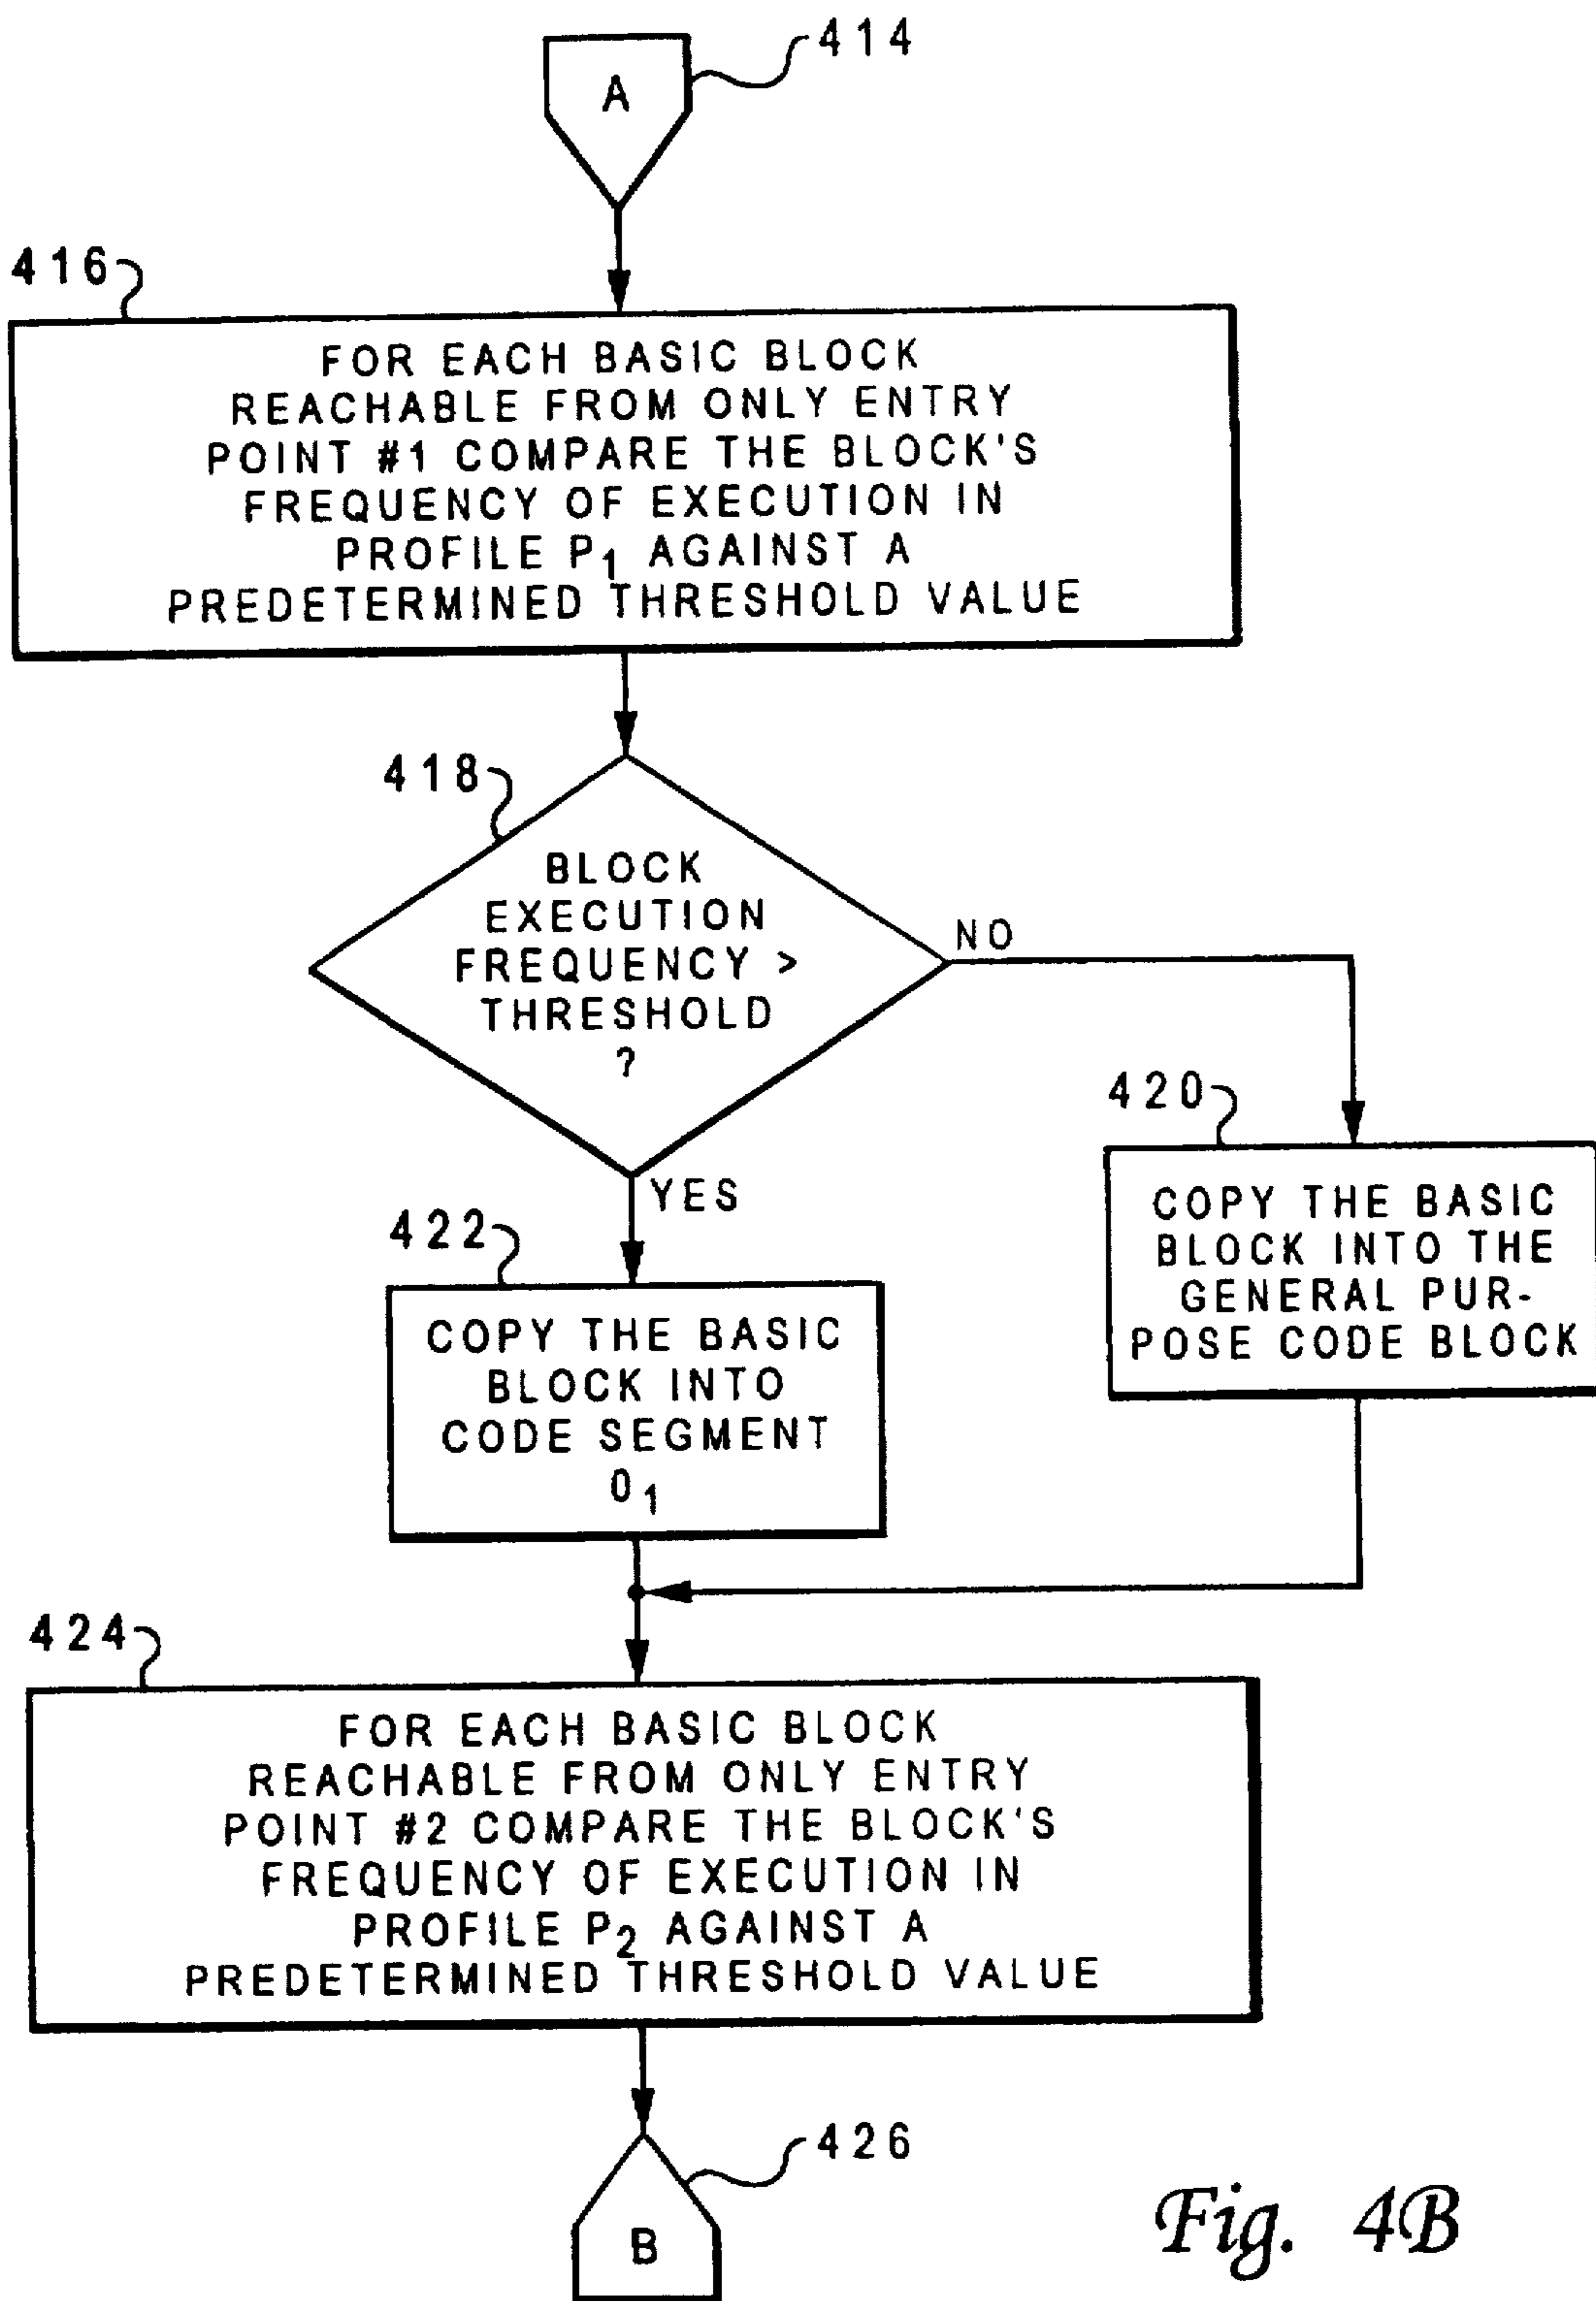 414
A
416
FOR EACH BASIC BLOCK
REACHABLE FROM ONLY ENTRY
POINT #1 COMPARE THE BLOCK'S
FREQUENCY OF EXECUTION IN
PROFILE P1 AGAINST A
PREDETERMINED THRESHOLD VALUE
418
BLOCK
EXECUTION
FREQUENCY >
THRESHOLD
?
NO
YES
420
COPY THE BASIC
BLOCK INTO THE
GENERAL PUR-
POSE CODE BLOCK
422
COPY THE BASIC
BLOCK INTO
CODE SEGMENT
O1
424
FOR EACH BASIC BLOCK
REACHABLE FROM ONLY ENTRY
POINT #2 COMPARE THE BLOCK'S
FREQUENCY OF EXECUTION IN
PROFILE P2 AGAINST A
PREDETERMINED THRESHOLD VALUE
426
B
Fig. 4B